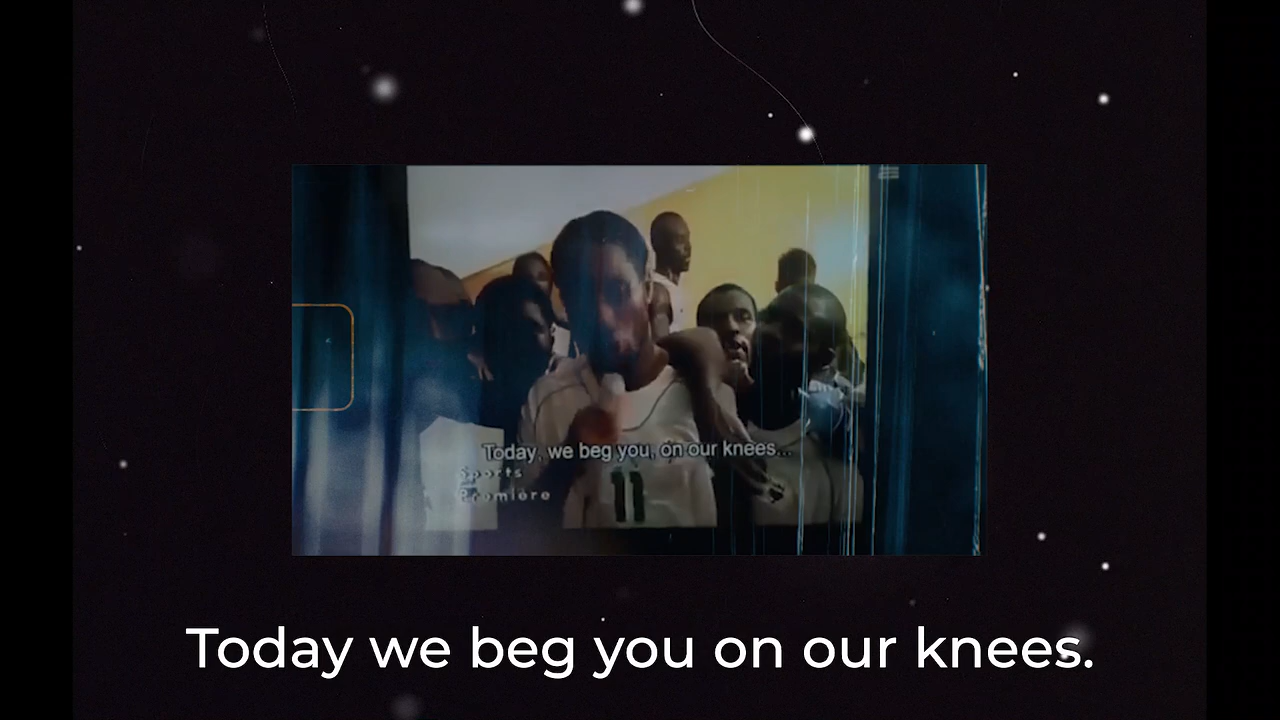 Today, we beg you, on our knees...
Sports
Première
11
Today we beg you on our knees.